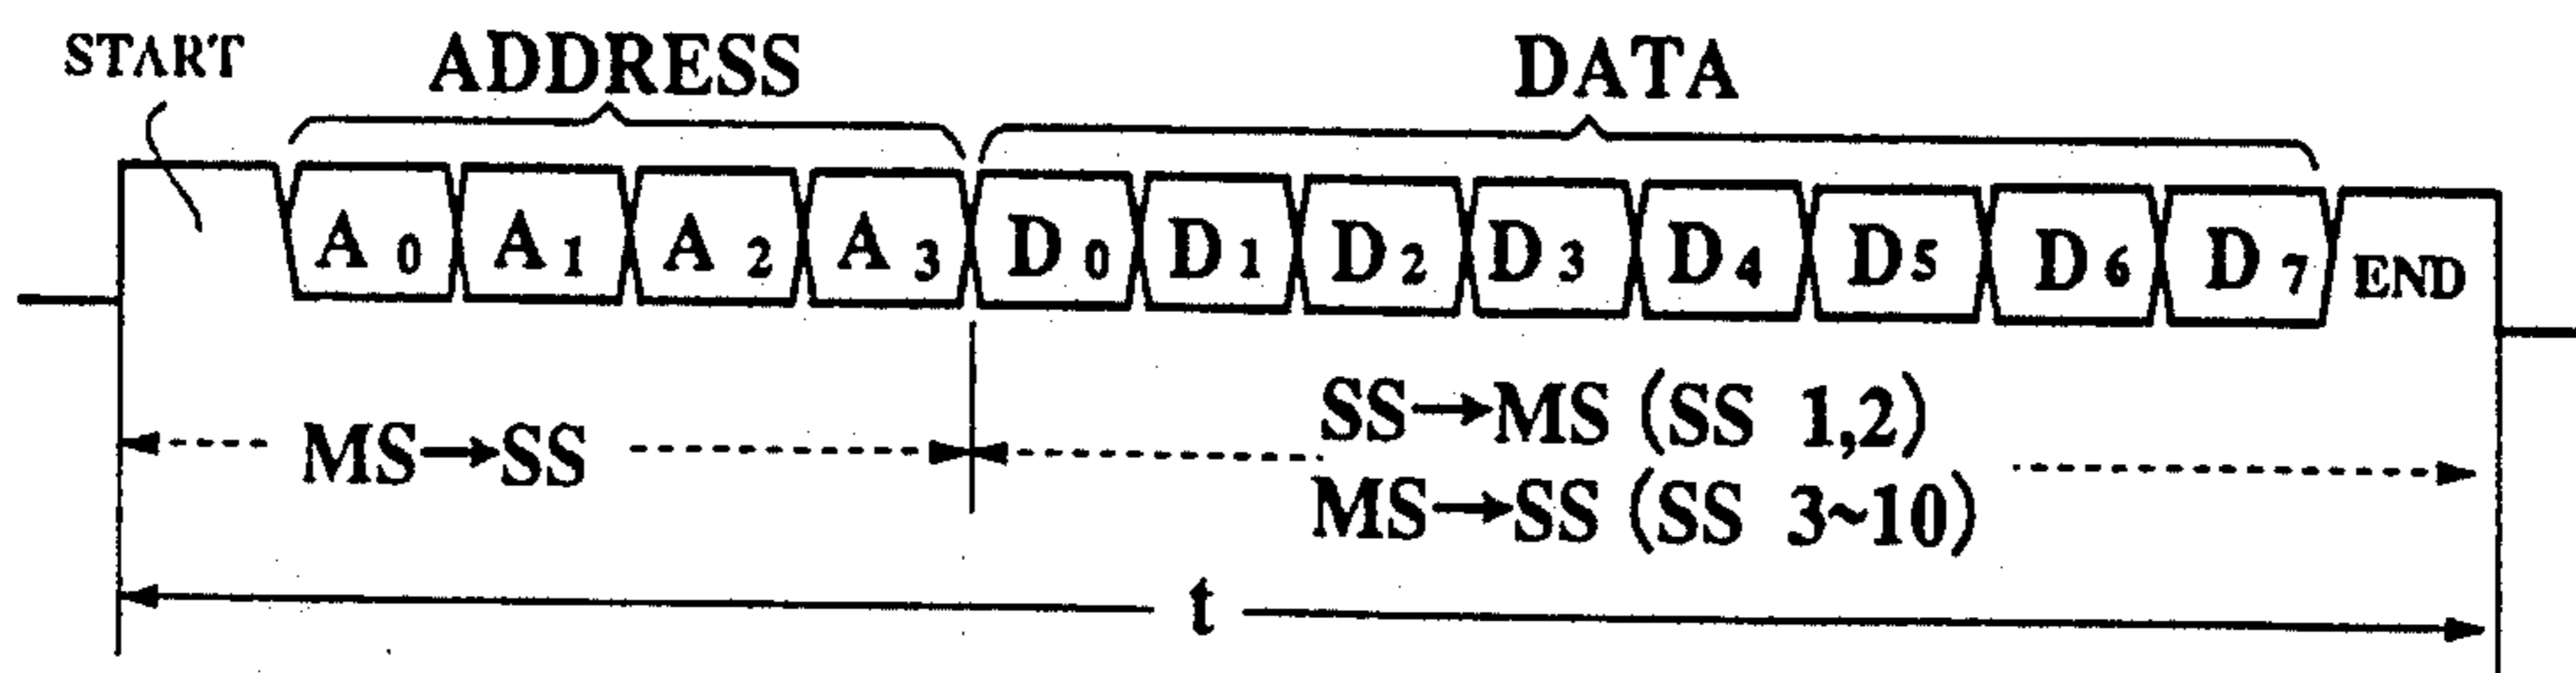 START ADDRESS DATA
A0 A1 A2 A3 D0 D1 D2 D3 D4 D5 D6 D7 END
SS→MS (SS 1,2)
MS→SS
MS→SS (SS 3~10)
t